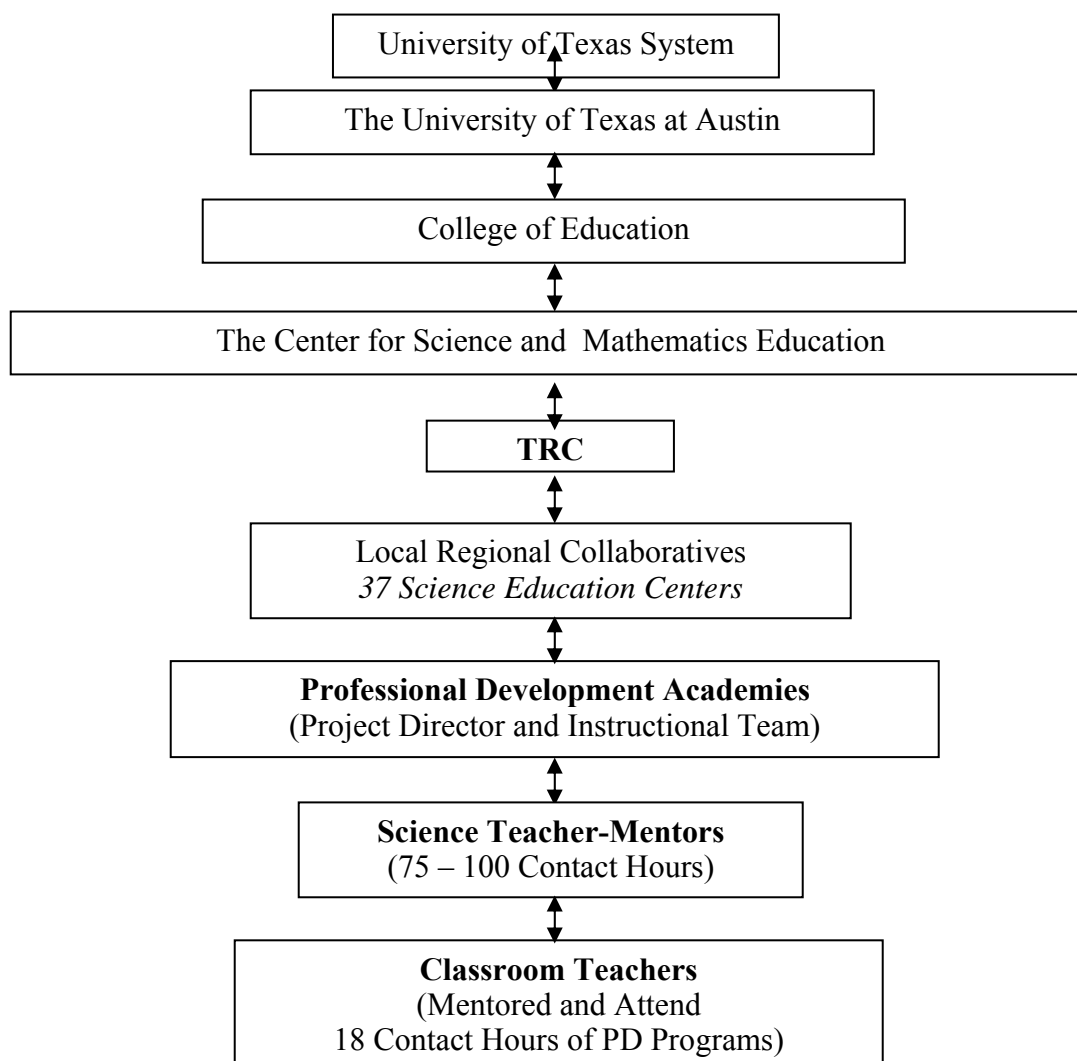 University of Texas System
The University of Texas at Austin
College of Education
The Center for Science and Mathematics Education
TRC
Local Regional Collaboratives
37 Science Education Centers
Professional Development Academies
(Project Director and Instructional Team)
Science Teacher-Mentors
(75 – 100 Contact Hours)
Classroom Teachers
(Mentored and Attend
18 Contact Hours of PD Programs)